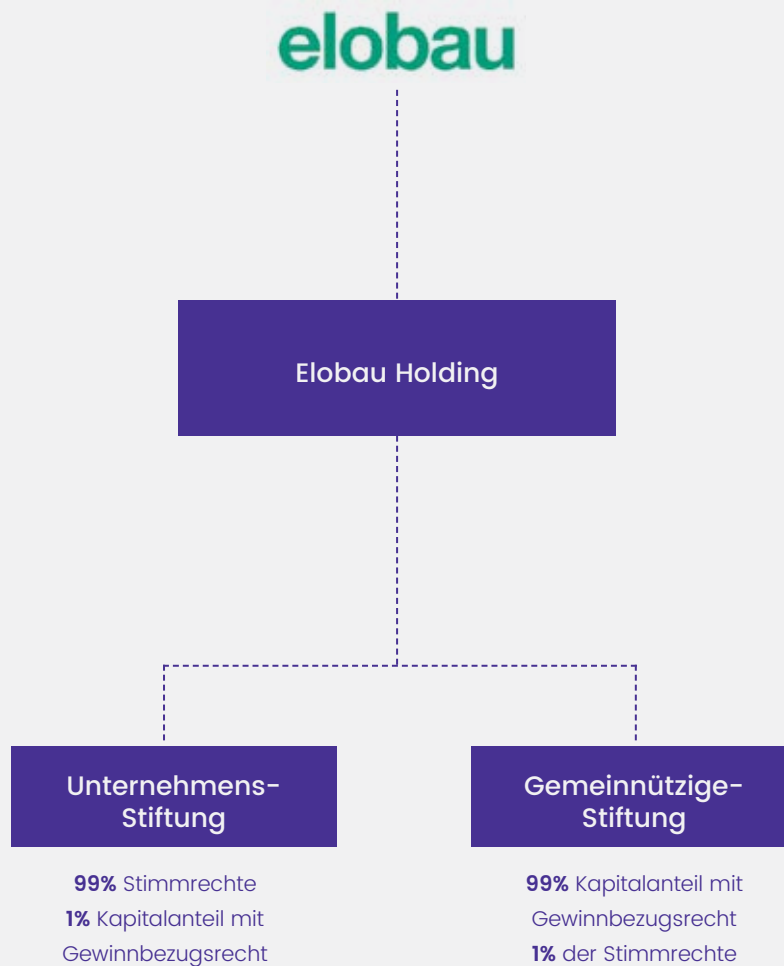 elobau
Elobau Holding
Unternehmens-
Stiftung
99% Stimmrechte
1% Kapitalanteil mit
Gewinnbezugsrecht
Gemeinnützige-
Stiftung
99% Kapitalanteil mit
Gewinnbezugsrecht
1% der Stimmrechte